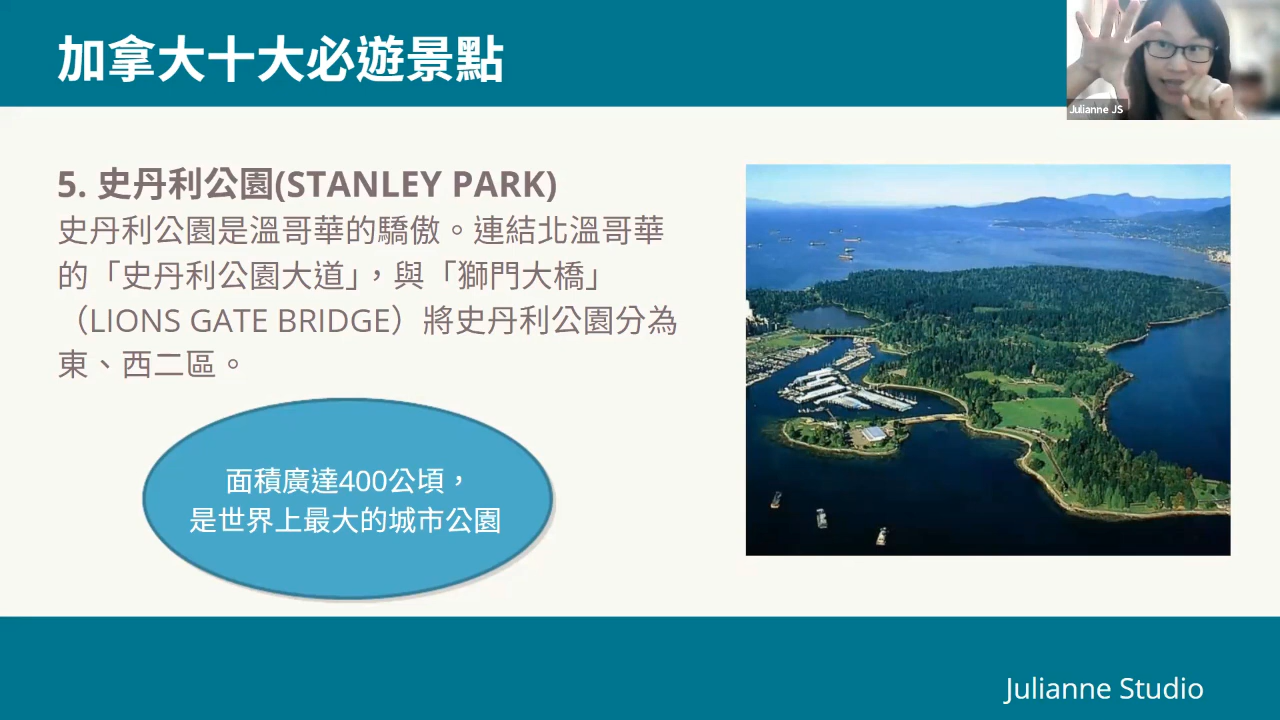 加拿大十大必遊景點
Julianne JS
5. 史丹利公園(STANLEY PARK)
史丹利公園是溫哥華的驕傲。連結北溫哥華
的「史丹利公園大道」，與「獅門大橋」
（LIONS GATE BRIDGE）將史丹利公園分為
東、西二區。
面積廣達400公頃，
是世界上最大的城市公園
Julianne Studio